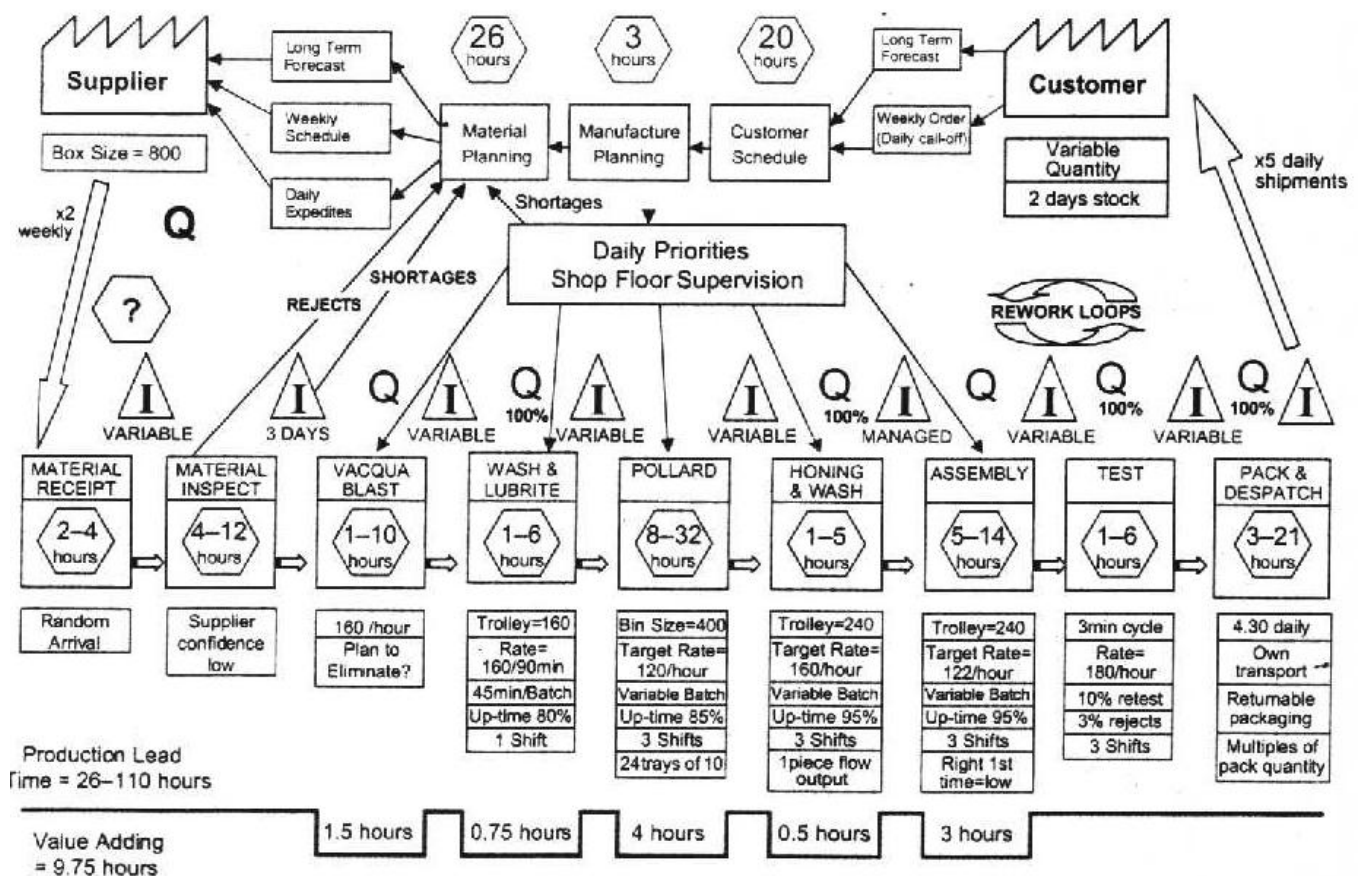 26
hours
3
hours
20
hours
Long Term
Forecast
Long Term
Forecast
Supplier
Customer
Weekly
Schedule
Material
Planning
Manufacture
Planning
Customer
Schedule
Weekly Order
(Daily call-off)
Box Size = 800
Variable
Quantity
2 days stock
x5 daily
shipments
Daily
Expedites
Shortages
x2
weekly
Q
Daily Priorities
Shop Floor Supervision
SHORTAGES
REJECTS
?
REWORK LOOPS
I
VARIABLE
I
3 DAYS
Q
I
VARIABLE
Q
100%
I
VARIABLE
I
VARIABLE
Q
100%
I
MANAGED
Q
I
VARIABLE
Q
100%
I
VARIABLE
Q
100%
I
MATERIAL
RECEIPT
2–4
hours
Random
Arrival
MATERIAL
INSPECT
4–12
hours
Supplier
confidence
low
VACQUA
BLAST
1–10
hours
160 /hour
Plan to
Eliminate?
WASH &
LUBRITE
1–6
hours
Trolley=160
Rate=
160/90min
45min/Batch
Up-time 80%
1 Shift
POLLARD
8–32
hours
Bin Size=400
Target Rate=
120/hour
Variable Batch
Up-time 85%
3 Shifts
24trays of 10
HONING
& WASH
1–5
hours
Trolley=240
Target Rate=
160/hour
Variable Batch
Up-time 95%
3 Shifts
1piece flow
output
ASSEMBLY
5–14
hours
Trolley=240
Target Rate=
122/hour
Variable Batch
Up-time 95%
3 Shifts
Right 1st
time=low
TEST
1–6
hours
3min cycle
Rate=
180/hour
10% retest
3% rejects
3 Shifts
PACK &
DESPATCH
3–21
hours
4.30 daily
Own
transport
Returnable
packaging
Multiples of
pack quantity
Production Lead
Time = 26–110 hours
Value Adding
= 9.75 hours
1.5 hours
0.75 hours
4 hours
0.5 hours
3 hours